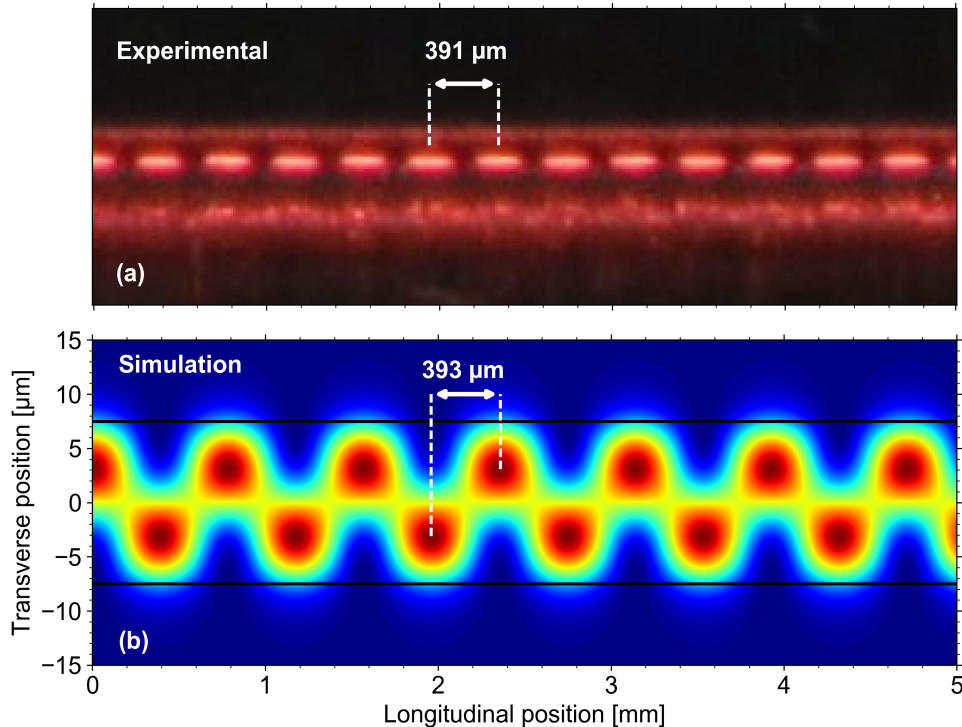 Experimental
391 µm
(a)
Simulation
393 µm
(b)
Transverse position [µm]
15
10
5
0
−5
−10
−15
0
1
2
3
4
5
Longitudinal position [mm]